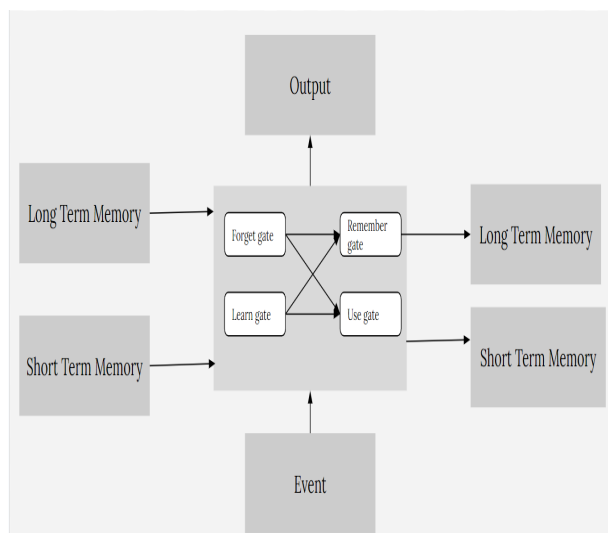 Output
Long Term Memory
Forget gate
Remember
gate
Long Term Memory
Learn gate
Use gate
Short Term Memory
Short Term Memory
Event